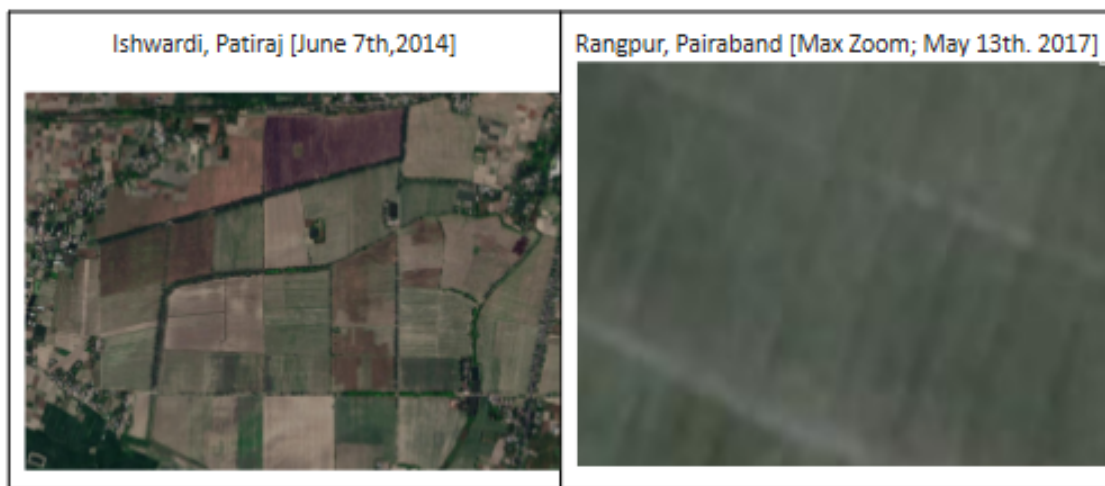 Ishwardi, Patiraj [June 7th,2014]
Rangpur, Pairaband [Max Zoom; May 13th. 2017]